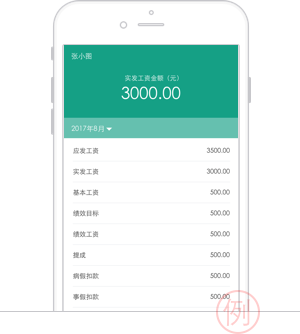 张小圈
实发工资金额（元）
3000.00
2017年8月
应发工资 3500.00
实发工资 3000.00
基本工资 500.00
绩效目标 500.00
绩效工资 500.00
提成 500.00
病假扣款 500.00
事假扣款 500.00
例